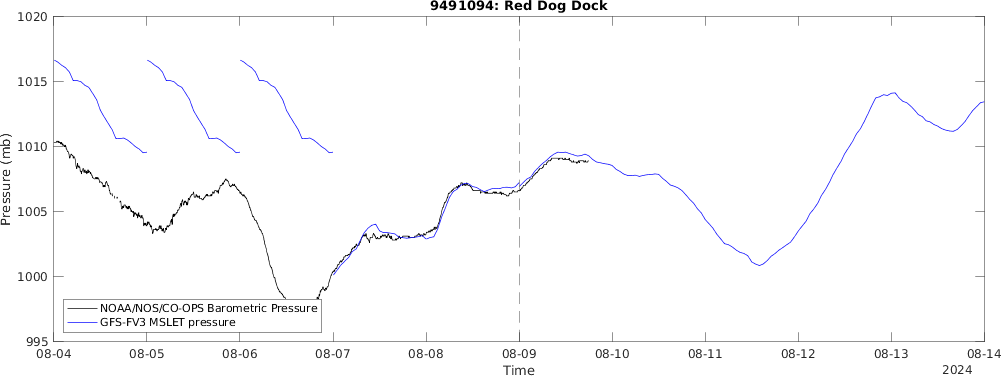 9491094: Red Dog Dock
1020
1015
1010
1005
1000
995
Pressure (mb)
NOAA/NOS/CO-OPS Barometric Pressure
GFS-FV3 MSLET pressure
08-04 08-05 08-06 08-07 08-08 08-09 08-10 08-11 08-12 08-13 08-14
Time
2024